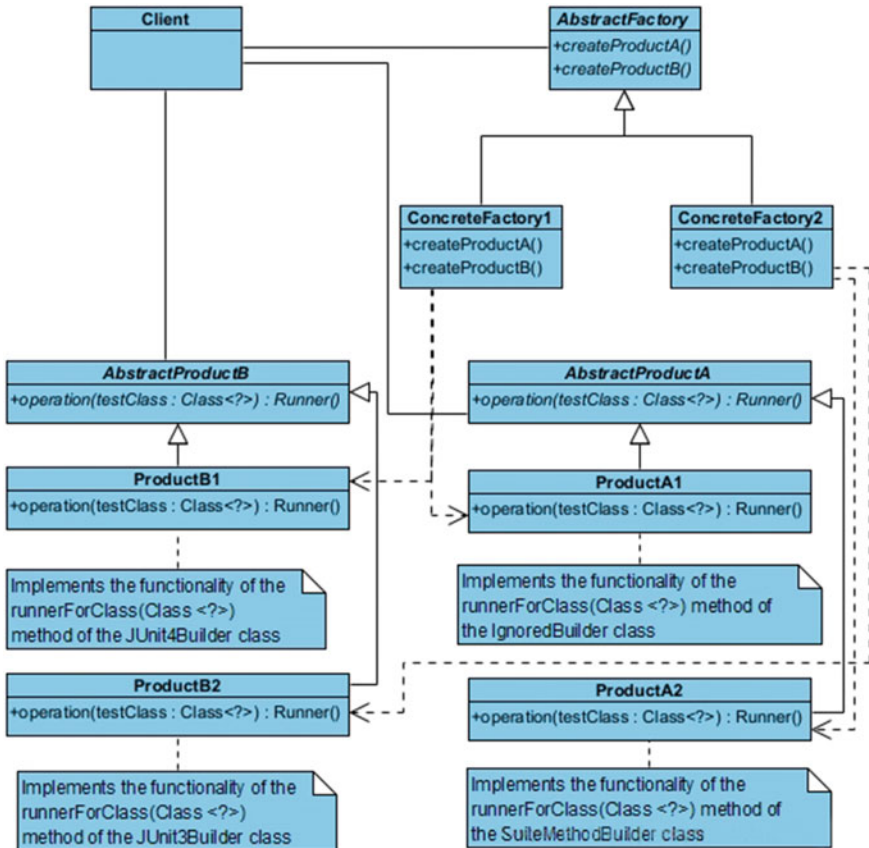 Client
AbstractFactory
+createProductA()
+createProductB()
ConcreteFactory1
+createProductA()
+createProductB()
ConcreteFactory2
+createProductA()
+createProductB()
AbstractProductB
+operation(testClass : Class<?>) : Runner()
AbstractProductA
+operation(testClass : Class<?>) : Runner()
ProductB1
+operation(testClass : Class<?>) : Runner()
ProductA1
+operation(testClass : Class<?>) : Runner()
Implements the functionality of the
runnerForClass(Class <?>)
method of the JUnit4Builder class
Implements the functionality of the
runnerForClass(Class <?>) method of
the IgnoredBuilder class
ProductB2
+operation(testClass : Class<?>) : Runner()
ProductA2
+operation(testClass : Class<?>) : Runner()
Implements the functionality of the
runnerForClass(Class <?>)
method of the JUnit3Builder class
Implements the functionality of the
runnerForClass(Class <?>) method of
the SuiteMethodBuilder class